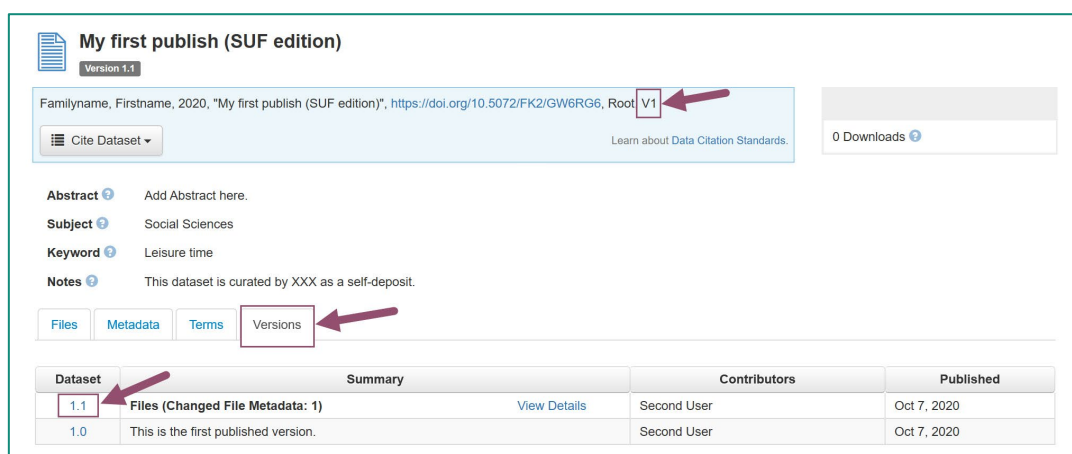 My first publish (SUF edition)
Version 1.1
Familyname, Firstname, 2020, "My first publish (SUF edition)", https://doi.org/10.5072/FK2/GW6RG6, Root, V1
Cite Dataset
Learn about Data Citation Standards.
0 Downloads
Abstract Add Abstract here.
Subject Social Sciences
Keyword Leisure time
Notes This dataset is curated by XXX as a self-deposit.
Files Metadata Terms Versions
Dataset Summary Contributors Published
1.1 Files (Changed File Metadata: 1) View Details Second User Oct 7, 2020
1.0 This is the first published version. Second User Oct 7, 2020